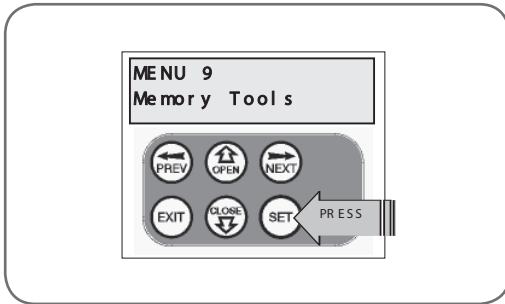 MENU 9
Memory Tools
PREV OPEN NEXT
EXIT CLOSE SET PRESS